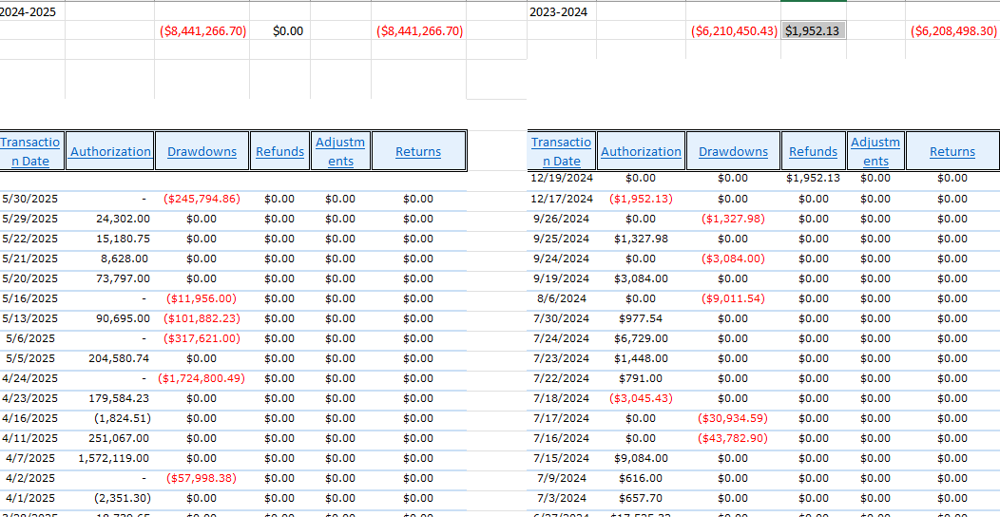 2024-2025 2023-2024
($8,441,266.70) $0.00 ($8,441,266.70) ($6,210,450.43) $1,952.13 ($6,208,498.30)
Transactio Adjustm Transactio Adjustm
n Date Authorization Drawdowns Refunds ents Returns n Date Authorization Drawdowns Refunds ents Returns
12/19/2024 $0.00 $0.00 $1,952.13 $0.00 $0.00
5/30/2025 - ($245,794.86) $0.00 $0.00 $0.00 12/17/2024 ($1,952.13) $0.00 $0.00 $0.00 $0.00
5/29/2025 24,302.00 $0.00 $0.00 $0.00 $0.00 9/26/2024 $0.00 ($1,327.98) $0.00 $0.00 $0.00
5/22/2025 15,180.75 $0.00 $0.00 $0.00 $0.00 9/25/2024 $1,327.98 $0.00 $0.00 $0.00 $0.00
5/21/2025 8,628.00 $0.00 $0.00 $0.00 $0.00 9/24/2024 $0.00 ($3,084.00) $0.00 $0.00 $0.00
5/20/2025 73,797.00 $0.00 $0.00 $0.00 $0.00 9/19/2024 $3,084.00 $0.00 $0.00 $0.00 $0.00
5/16/2025 - ($11,956.00) $0.00 $0.00 $0.00 8/6/2024 $0.00 ($9,011.54) $0.00 $0.00 $0.00
5/13/2025 90,695.00 ($101,882.23) $0.00 $0.00 $0.00 7/30/2024 $977.54 $0.00 $0.00 $0.00 $0.00
5/6/2025 - ($317,621.00) $0.00 $0.00 $0.00 7/24/2024 $6,729.00 $0.00 $0.00 $0.00 $0.00
5/5/2025 204,580.74 $0.00 $0.00 $0.00 $0.00 7/23/2024 $1,448.00 $0.00 $0.00 $0.00 $0.00
4/24/2025 - ($1,724,800.49) $0.00 $0.00 $0.00 7/22/2024 $791.00 $0.00 $0.00 $0.00 $0.00
4/23/2025 179,584.23 $0.00 $0.00 $0.00 $0.00 7/18/2024 ($3,045.43) $0.00 $0.00 $0.00 $0.00
4/16/2025 (1,824.51) $0.00 $0.00 $0.00 $0.00 7/17/2024 $0.00 ($30,934.59) $0.00 $0.00 $0.00
4/11/2025 251,067.00 $0.00 $0.00 $0.00 $0.00 7/16/2024 $0.00 ($43,782.90) $0.00 $0.00 $0.00
4/7/2025 1,572,119.00 $0.00 $0.00 $0.00 $0.00 7/15/2024 $9,084.00 $0.00 $0.00 $0.00 $0.00
4/2/2025 - ($57,998.38) $0.00 $0.00 $0.00 7/9/2024 $616.00 $0.00 $0.00 $0.00 $0.00
4/1/2025 (2,351.30) $0.00 $0.00 $0.00 $0.00 7/3/2024 $657.70 $0.00 $0.00 $0.00 $0.00